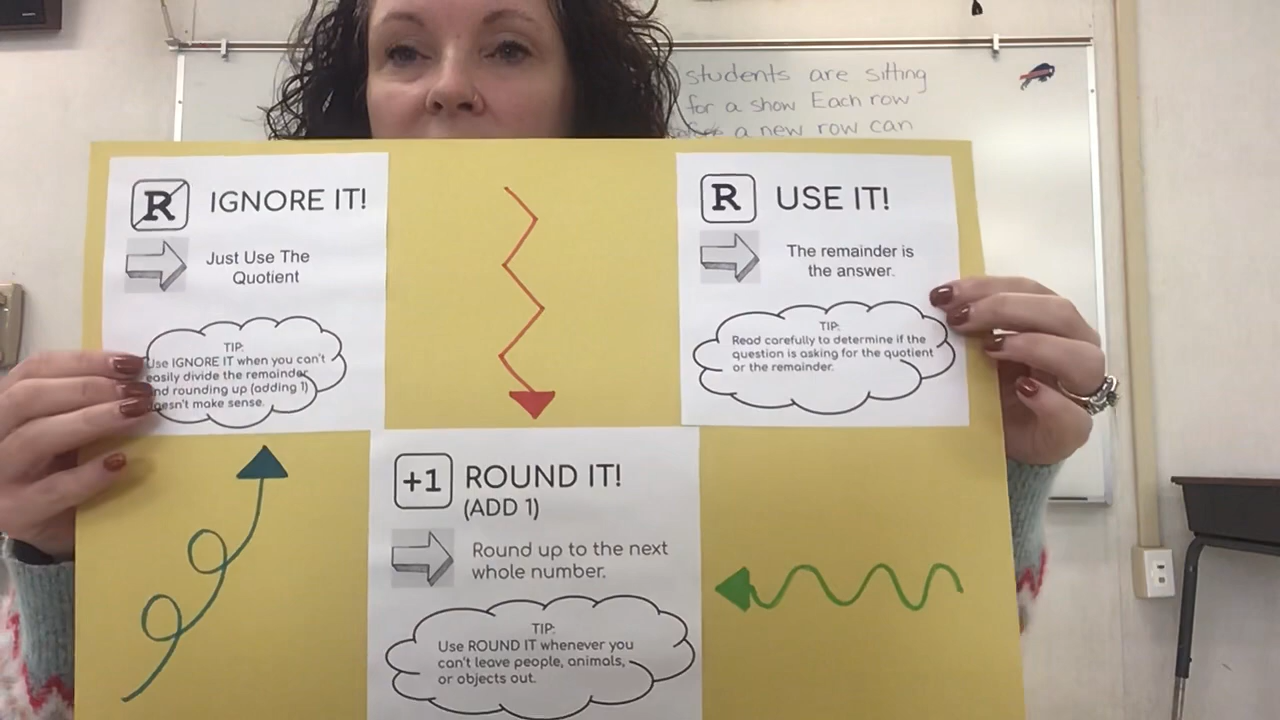 students are sitting
for a show Each row
a new row can
R IGNORE IT!
Just Use The
Quotient
TIP:
Use IGNORE IT when you can't
easily divide the remainder
and rounding up (adding 1)
doesn't make sense.
R USE IT!
The remainder is
the answer.
TIP:
Read carefully to determine if the
question is asking for the quotient
or the remainder.
+1 ROUND IT!
(ADD 1)
Round up to the next
whole number.
TIP:
Use ROUND IT whenever you
can't leave people, animals,
or objects out.